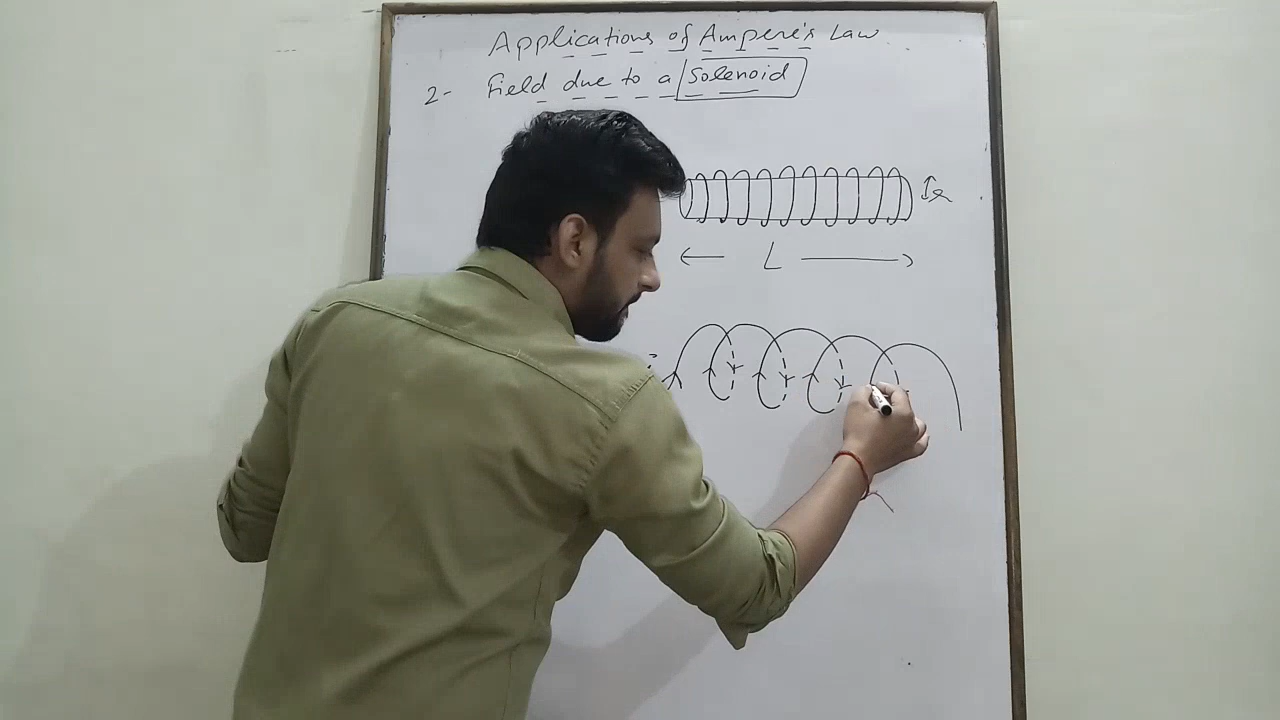 Applications of Ampere's Law
2- Field due to a Solenoid
r
L
i